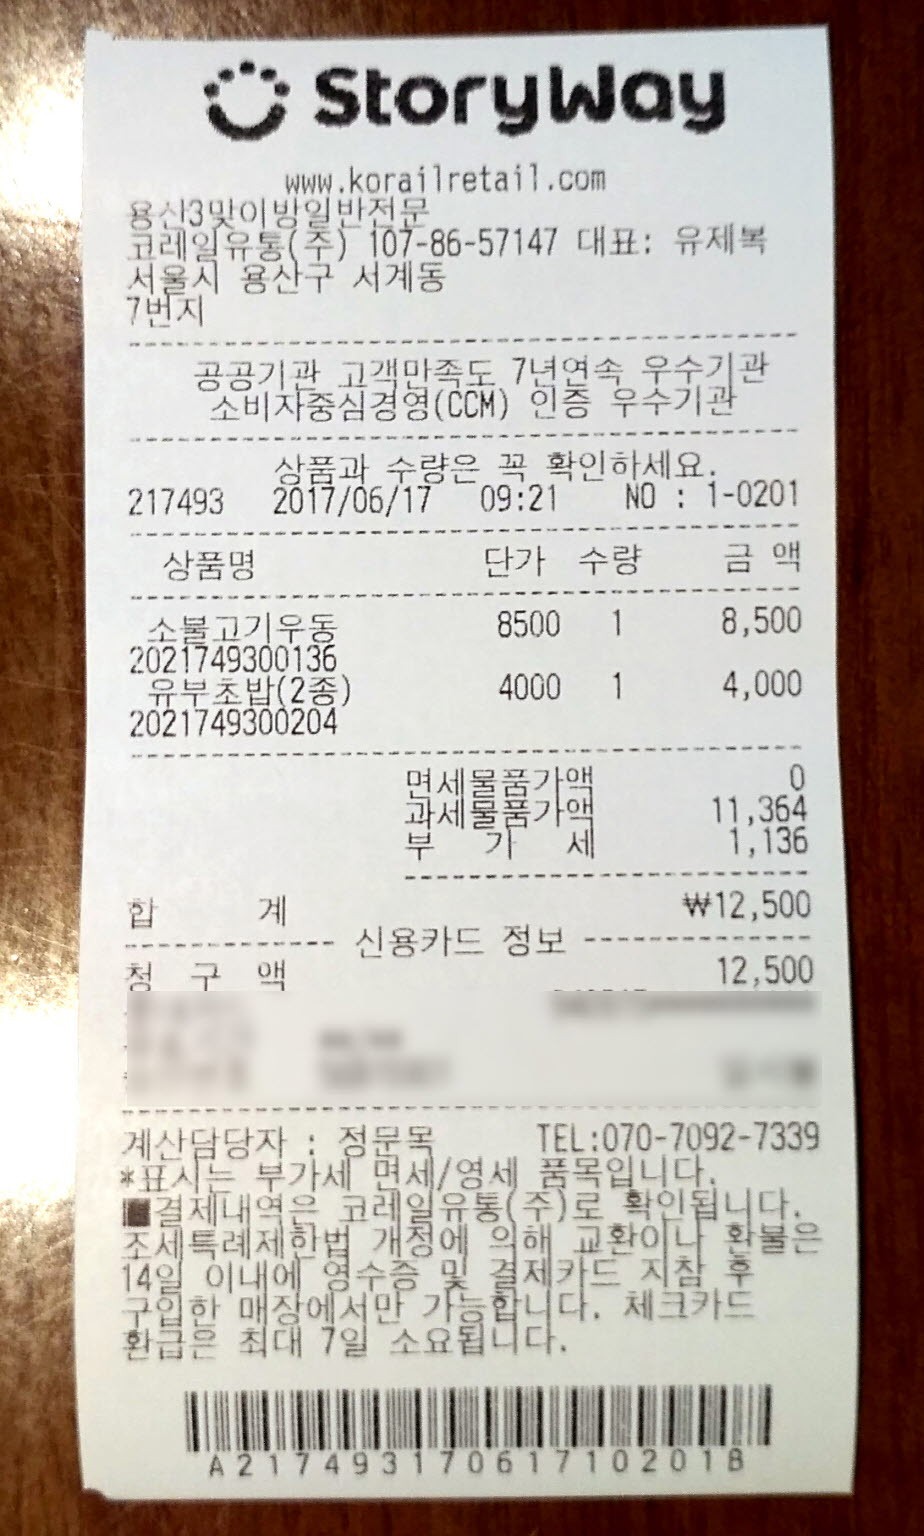 StoryWay
www.korailretail.com
용산3맞이방일반전문
코레일유통(주) 107-86-57147 대표: 유제복
서울시 용산구 서계동
7번지
공공기관 고객만족도 7년연속 우수기관
소비자중심경영(CCM) 인증 우수기관
상품과 수량은 꼭 확인하세요.
217493 2017/06/17 09:21 NO : 1-0201
상품명 단가 수량 금 액
소불고기우동 8500 1 8,500
2021749300136
유부초밥(2종) 4000 1 4,000
2021749300204
면세물품가액 0
과세물품가액 11,364
부 가 세 1,136
합 계 ₩12,500
신용카드 정보
청 구 액 12,500
계산담당자 : 정문목 TEL:070-7092-7339
*표시는 부가세 면세/영세 품목입니다.
■결제내역은 코레일유통(주)로 확인됩니다.
조세특례제한법 개정에 의해 교환이나 환불은
14일 이내에 영수증 및 결제카드 지참 후
구입한 매장에서만 가능합니다. 체크카드
환급은 최대 7일 소요됩니다.
A217493170617102018